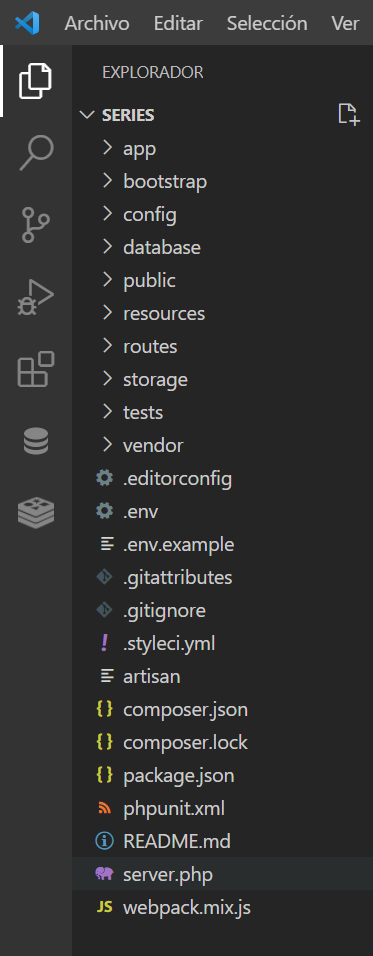 Archivo Editar Selección Ver
EXPLORADOR
SERIES
app
bootstrap
config
database
public
resources
routes
storage
tests
vendor
.editorconfig
.env
.env.example
.gitattributes
.gitignore
.styleci.yml
artisan
composer.json
composer.lock
package.json
phpunit.xml
README.md
server.php
JS webpack.mix.js